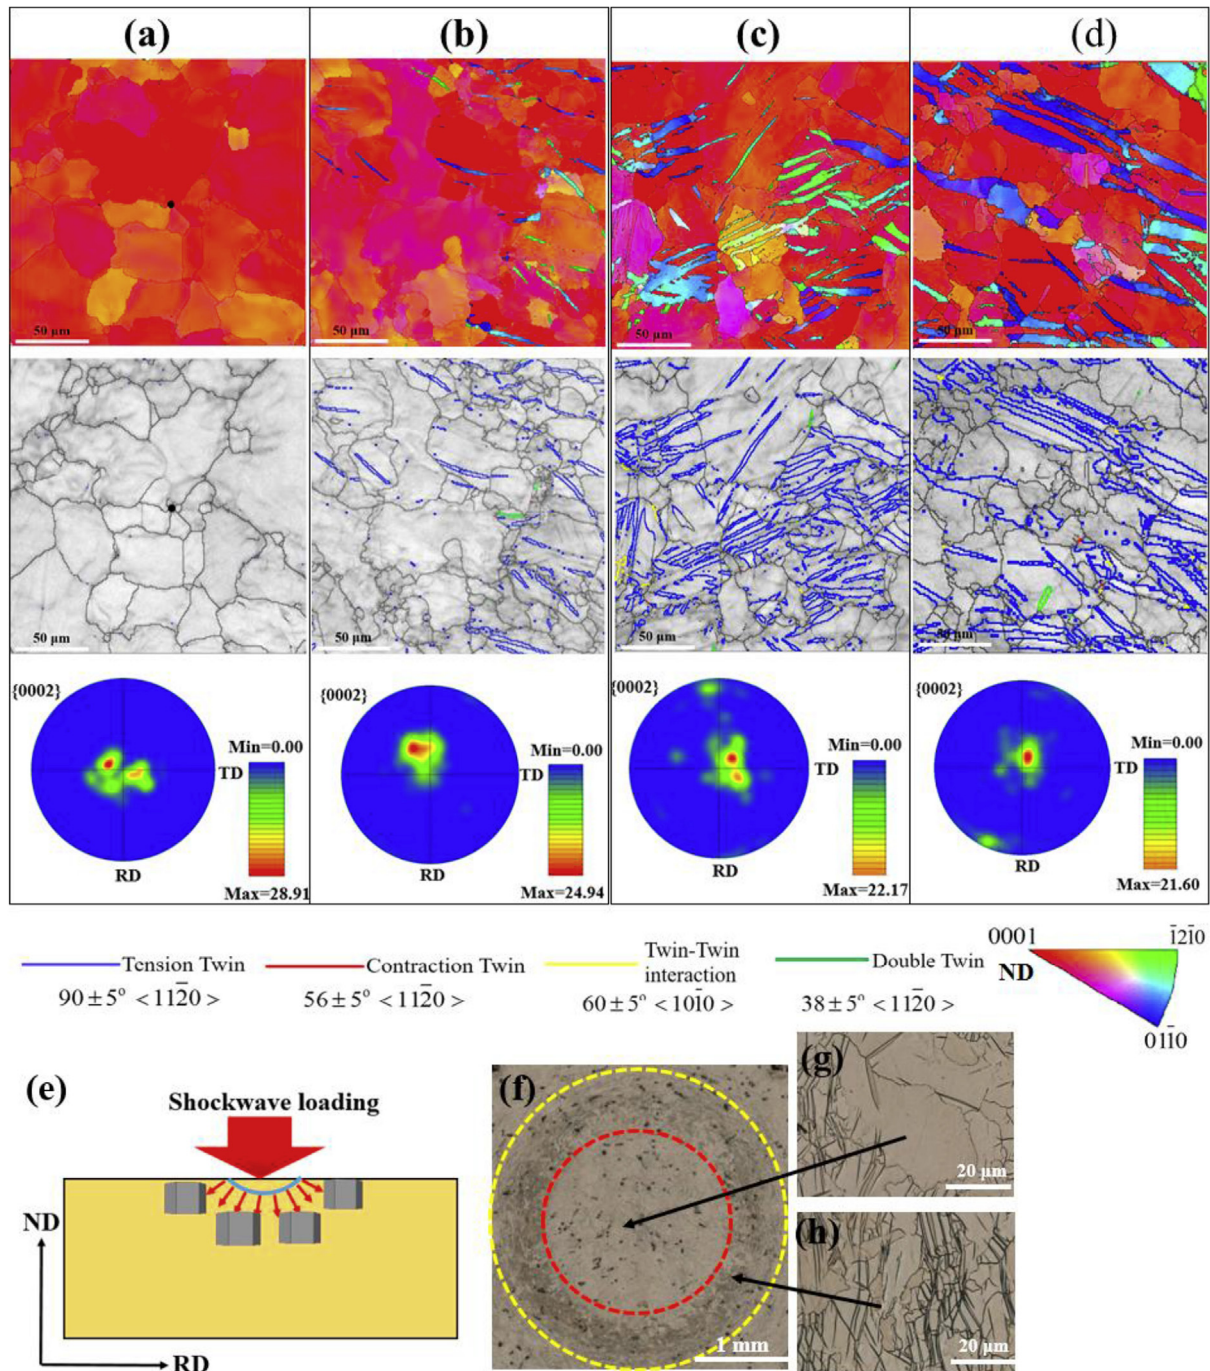 (a)
(b)
(c)
(d)
50 μm
50 μm
50 μm
50 μm
50 μm
50 μm
50 μm
50 μm
{0002}
Min=0.00
TD
RD
Max=28.91
{0002}
Min=0.00
TD
RD
Max=24.94
{0002}
Min=0.00
TD
RD
Max=22.17
{0002}
Min=0.00
TD
RD
Max=21.60
Tension Twin
90±5° <112̄0>
Contraction Twin
56±5° <112̄0>
Twin-Twin
interaction
60±5° <101̄0>
Double Twin
38±5° <112̄0>
0001
1̄21̄0
ND
011̄0
(e)
Shockwave loading
ND
RD
(f)
1 mm
(g)
20 μm
(h)
20 μm